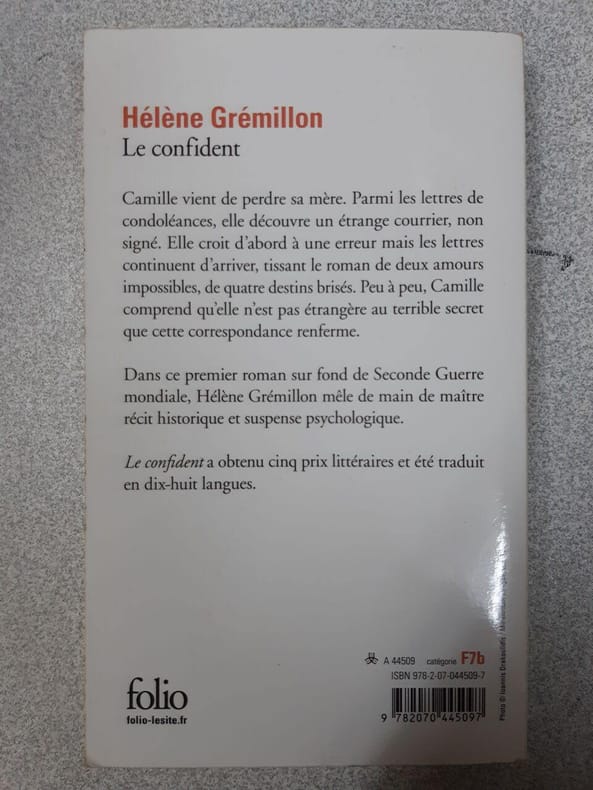 Hélène Grémillon
Le confident
Camille vient de perdre sa mère. Parmi les lettres de
condoléances, elle découvre un étrange courrier, non
signé. Elle croit d'abord à une erreur mais les lettres
continuent d'arriver, tissant le roman de deux amours
impossibles, de quatre destins brisés. Peu à peu, Camille
comprend qu'elle n'est pas étrangère au terrible secret
que cette correspondance renferme.
Dans ce premier roman sur fond de Seconde Guerre
mondiale, Hélène Grémillon mêle de main de maître
récit historique et suspense psychologique.
Le confident a obtenu cinq prix littéraires et été traduit
en dix-huit langues.
A 44509 catégorie F7b
ISBN 978-2-07-044509-7
folio
folio-lesite.fr
9 782070 445097
Photo © Ioannis